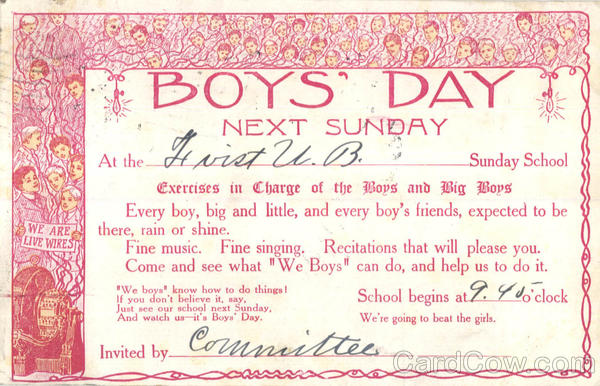 BOYS' DAY
NEXT SUNDAY
At the First U. B. Sunday School
Exercises in Charge of the Boys and Big Boys
Every boy, big and little, and every boy's friends, expected to be
there, rain or shine.
Fine music. Fine singing. Recitations that will please you.
Come and see what "We Boys" can do, and help us to do it.
WE ARE
LIVE WIRES
"We boys" know how to do things!
If you don't believe it, say,
Just see our school next Sunday,
And watch us—it's Boys' Day.
School begins at 9.45 o'clock
We're going to beat the girls.
Invited by Committee
CardCow.com